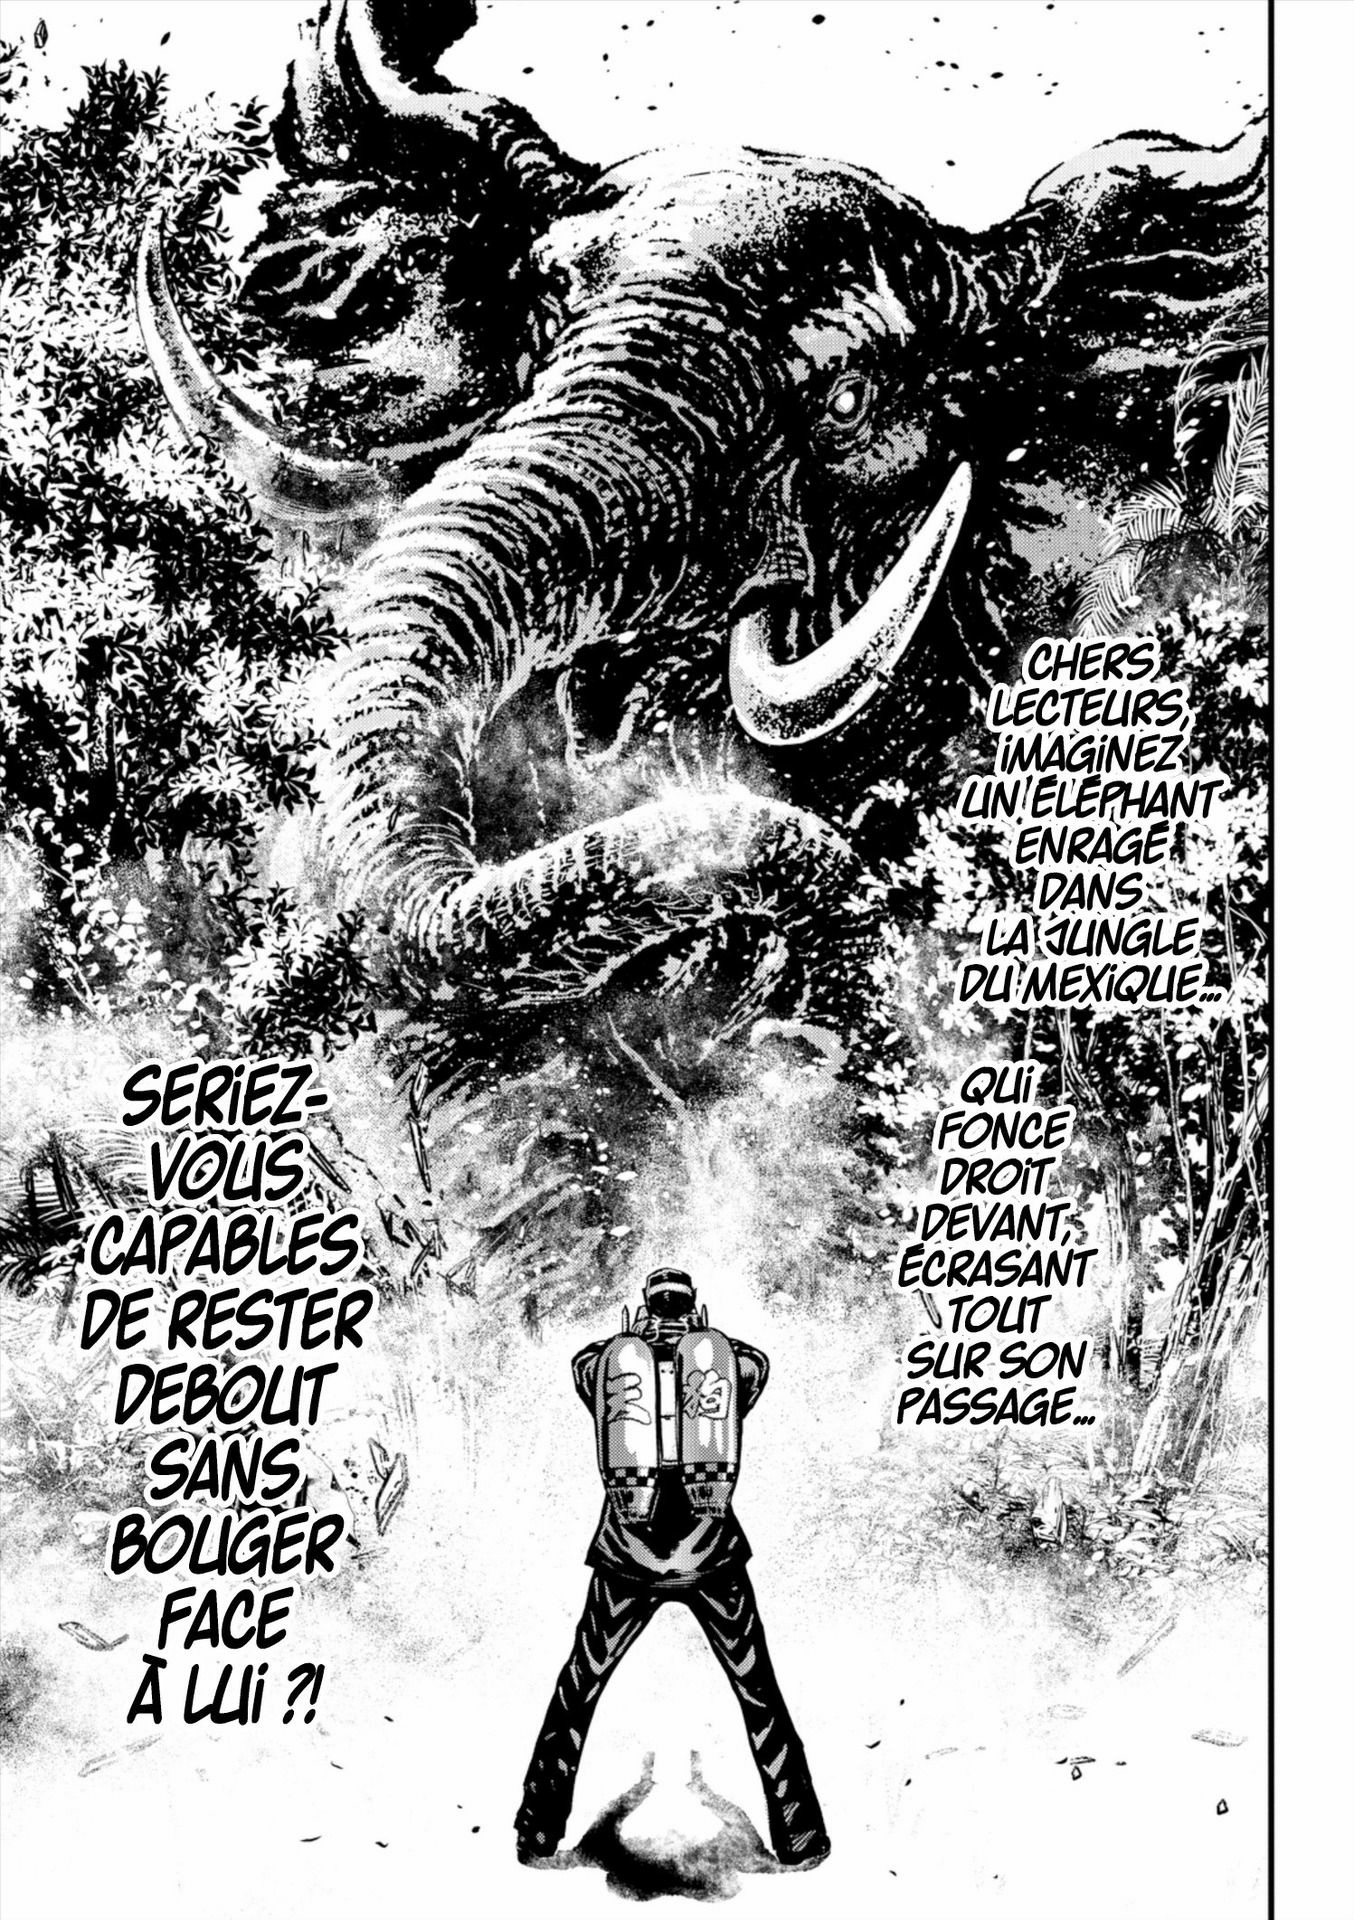 CHERS
LECTEURS,
IMAGINEZ
UN ÉLÉPHANT
ENRAGÉ
DANS
LA JUNGLE
DU MEXIQUE...
QUI
FONCE
DROIT
DEVANT,
ÉCRASANT
TOUT
SUR SON
PASSAGE...
SERIEZ-
VOUS
CAPABLES
DE RESTER
DEBOUT
SANS
BOUGER
FACE
À LUI ?!